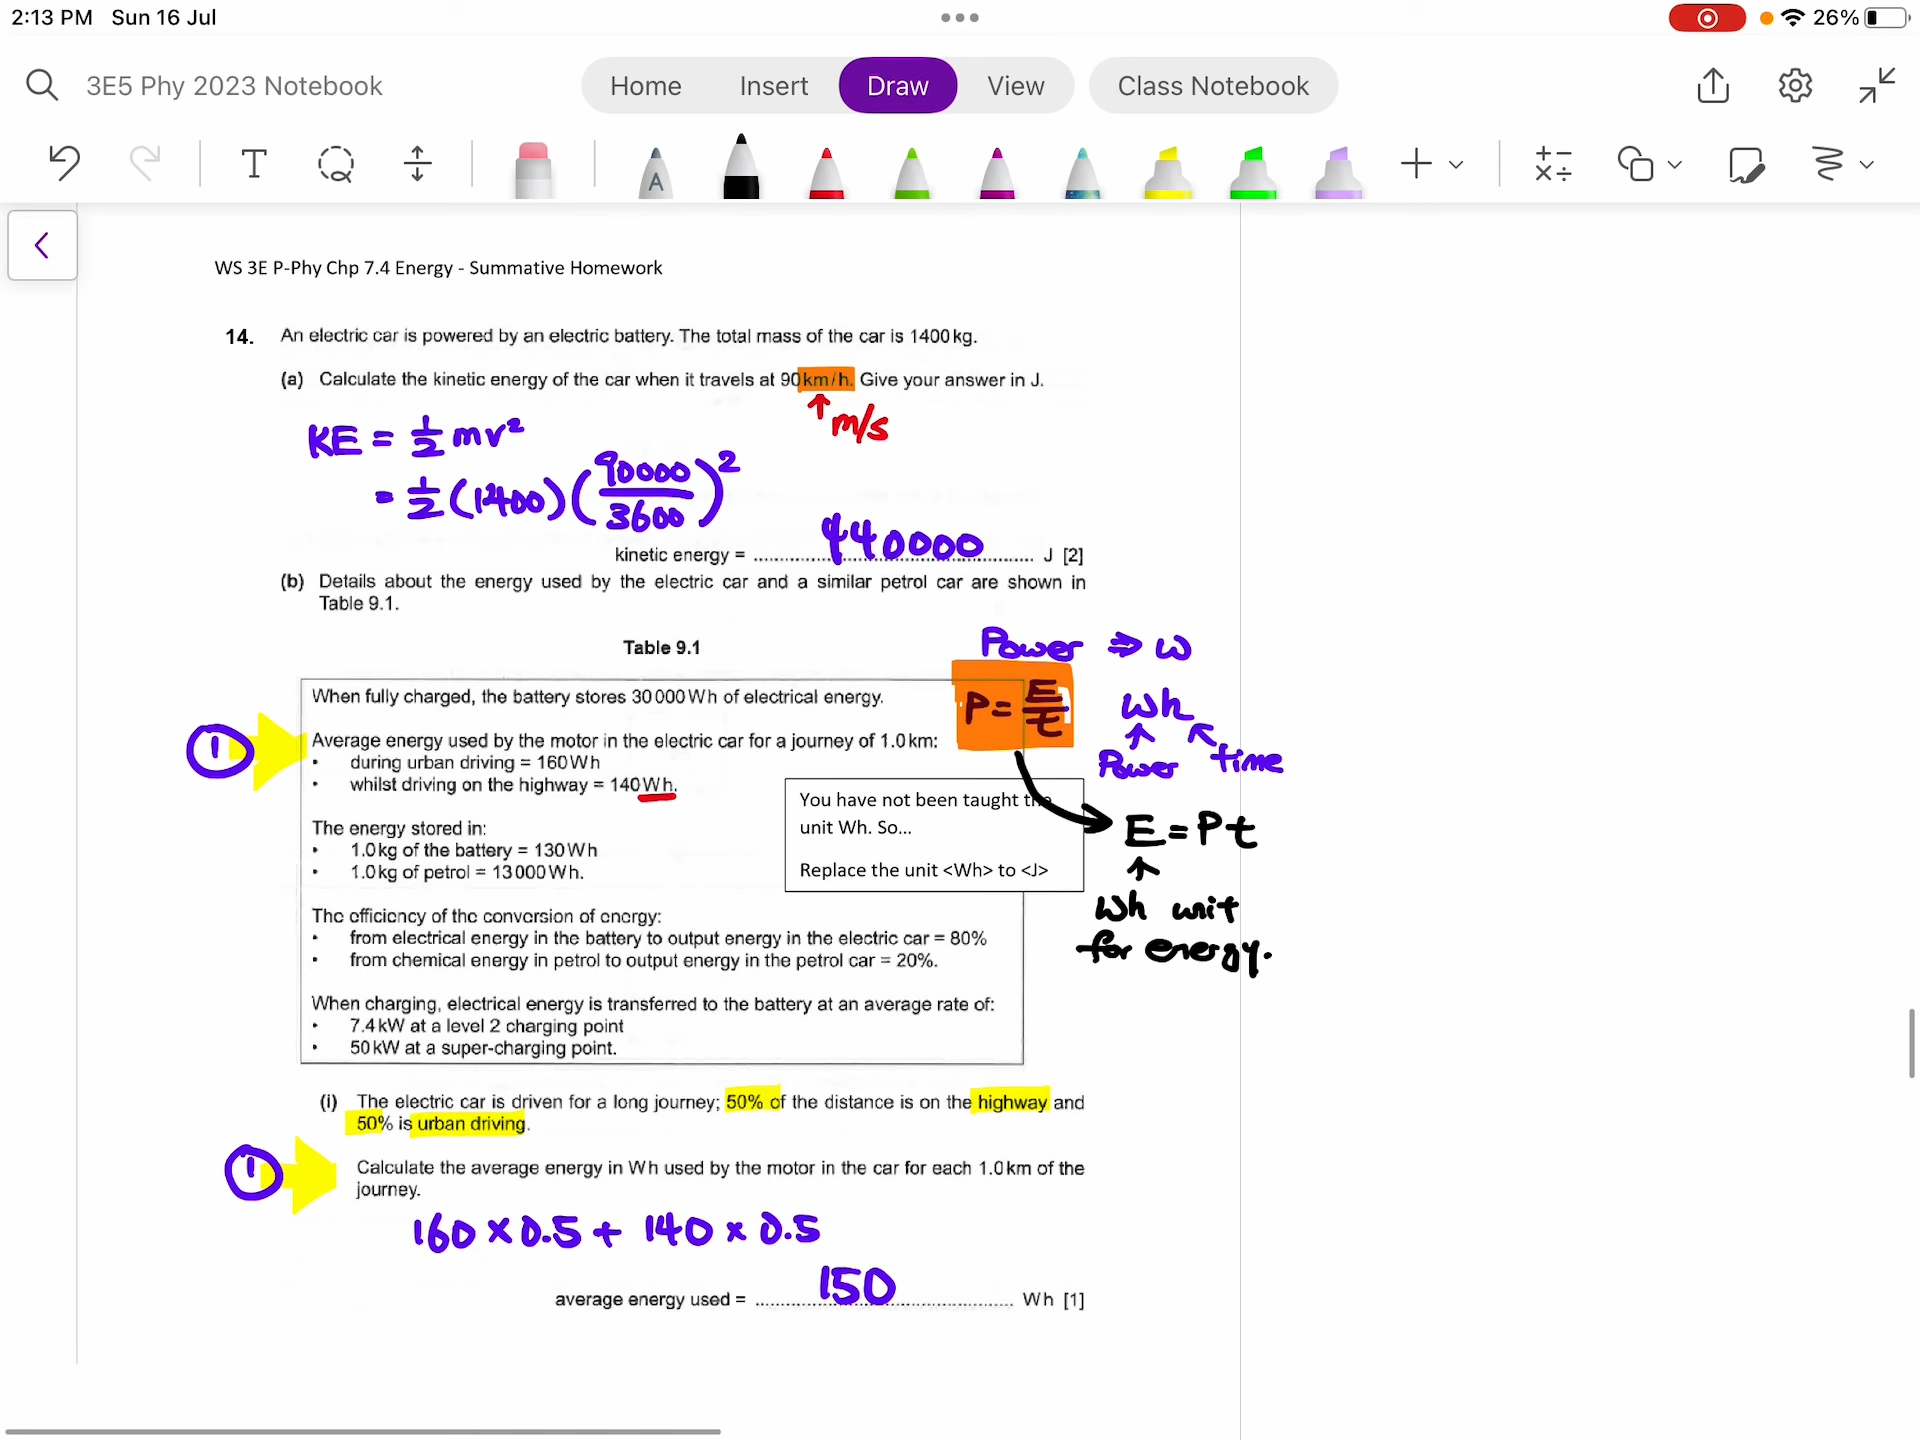 2:13 PM Sun 16 Jul
26%
3E5 Phy 2023 Notebook
Home Insert Draw View Class Notebook
T
A
WS 3E P-Phy Chp 7.4 Energy - Summative Homework
14. An electric car is powered by an electric battery. The total mass of the car is 1400 kg.
(a) Calculate the kinetic energy of the car when it travels at 90 km/h. Give your answer in J.
m/s
KE = ½ mv²
= ½ (1400) (90000/3600)²
440000
kinetic energy = ........................ J [2]
(b) Details about the energy used by the electric car and a similar petrol car are shown in
Table 9.1.
Table 9.1
Power ⇒ W
When fully charged, the battery stores 30 000 Wh of electrical energy.
P = E/t
Wh
Power time
1
Average energy used by the motor in the electric car for a journey of 1.0 km:
• during urban driving = 160 Wh
• whilst driving on the highway = 140 Wh.
You have not been taught the
unit Wh. So...
Replace the unit <Wh> to <J>
E = Pt
Wh unit
for energy.
The energy stored in:
• 1.0 kg of the battery = 130 Wh
• 1.0 kg of petrol = 13 000 Wh.
The efficiency of the conversion of energy:
• from electrical energy in the battery to output energy in the electric car = 80%
• from chemical energy in petrol to output energy in the petrol car = 20%.
When charging, electrical energy is transferred to the battery at an average rate of:
• 7.4 kW at a level 2 charging point
• 50 kW at a super-charging point.
(i) The electric car is driven for a long journey; 50% of the distance is on the highway and
50% is urban driving.
1
Calculate the average energy in Wh used by the motor in the car for each 1.0 km of the
journey.
160 × 0.5 + 140 × 0.5
150
average energy used = ........................ Wh [1]